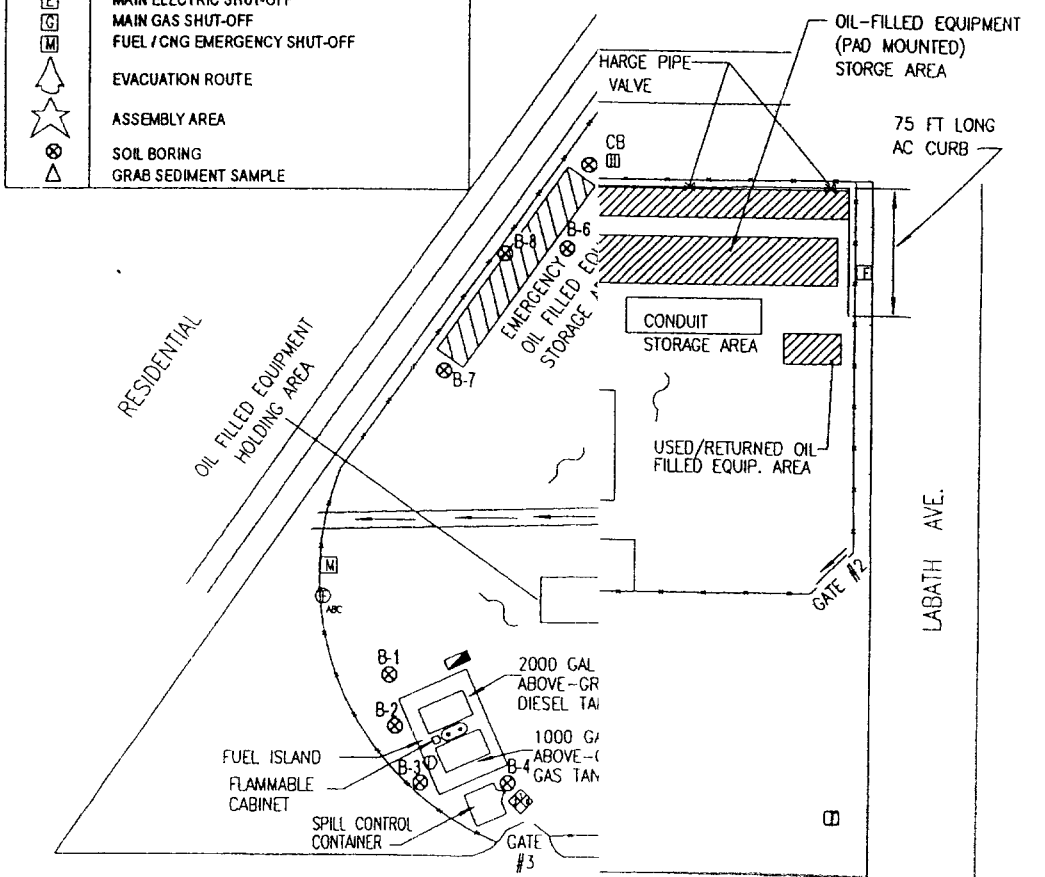 MAIN ELECTRIC SHUT-OFF
G
MAIN GAS SHUT-OFF
M
FUEL / CNG EMERGENCY SHUT-OFF
EVACUATION ROUTE
ASSEMBLY AREA
SOIL BORING
GRAB SEDIMENT SAMPLE
OIL-FILLED EQUIPMENT
(PAD MOUNTED)
STORGE AREA
HARGE PIPE
VALVE
75 FT LONG
AC CURB
CB
B-8
B-6
EMERGENCY
OIL FILLED EQU
STORAGE A
CONDUIT
STORAGE AREA
B-7
RESIDENTIAL
OIL FILLED EQUIPMENT
HOLDING AREA
USED/RETURNED OIL
FILLED EQUIP. AREA
LABATH AVE.
M
ABC
GATE #2
B-1
B-2
B-3
B-4
2000 GAL
ABOVE-GR
DIESEL TA
1000 GA
ABOVE-
GAS TAN
FUEL ISLAND
FLAMMABLE
CABINET
SPILL CONTROL
CONTAINER
GATE
#3